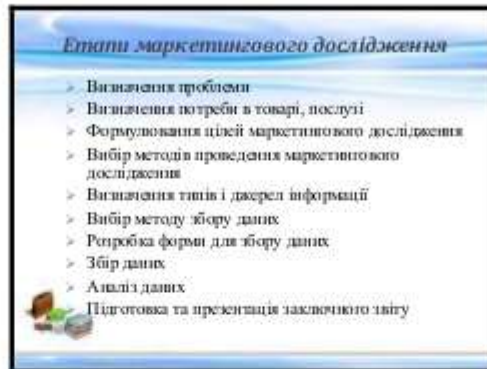 Етапи маркетингового дослідження
Визначення проблеми
Визначення потреби в товарі, послузі
Формулювання цілей маркетингового дослідження
Вибір методів проведення маркетингового
дослідження
Визначення типів і джерел інформації
Вибір методу збору даних
Розробка форми для збору даних
Збір даних
Аналіз даних
Підготовка та презентація заключного звіту